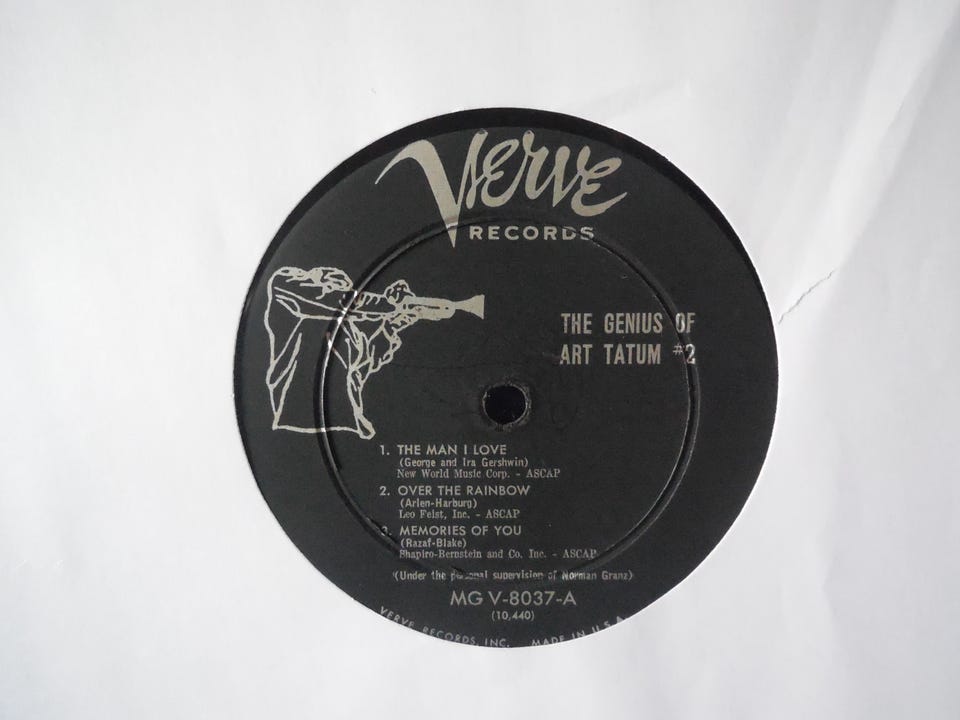 Verve
RECORDS
THE GENIUS OF
ART TATUM #2
1. THE MAN I LOVE
(George and Ira Gershwin)
New World Music Corp. - ASCAP
2. OVER THE RAINBOW
(Arlen-Harburg)
Leo Feist, Inc. - ASCAP
3. MEMORIES OF YOU
(Razaf-Blake)
Shapiro-Bernstein and Co. Inc. - ASCAP
(Under the personal supervision of Norman Granz)
MG V-8037-A
(10,440)
VERVE RECORDS, INC. MADE IN U.S.A.